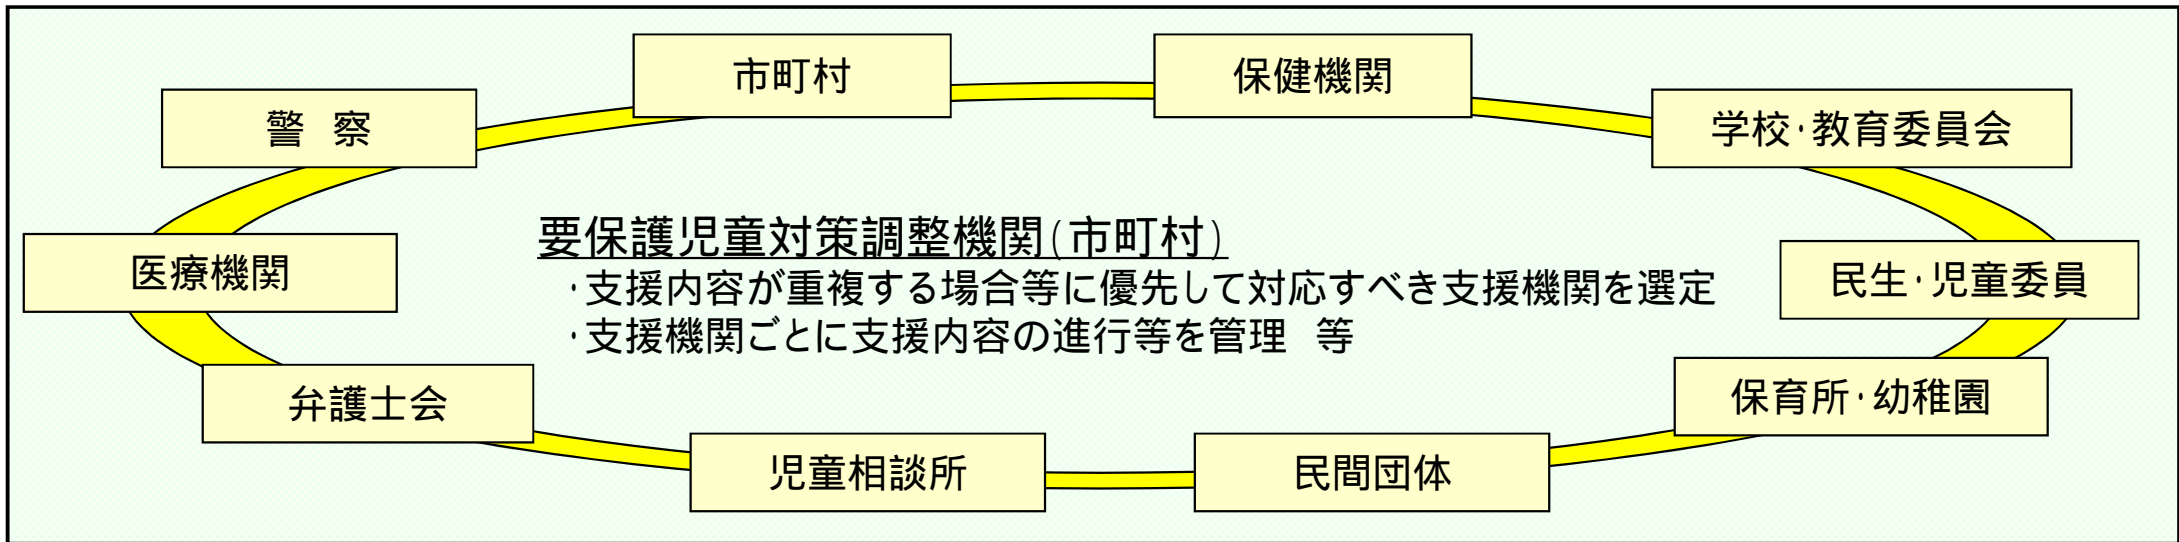 市町村
保健機関
警 察
学校・教育委員会
要保護児童対策調整機関(市町村)
・支援内容が重複する場合等に優先して対応すべき支援機関を選定
・支援機関ごとに支援内容の進行等を管理 等
医療機関
民生・児童委員
弁護士会
保育所・幼稚園
児童相談所
民間団体